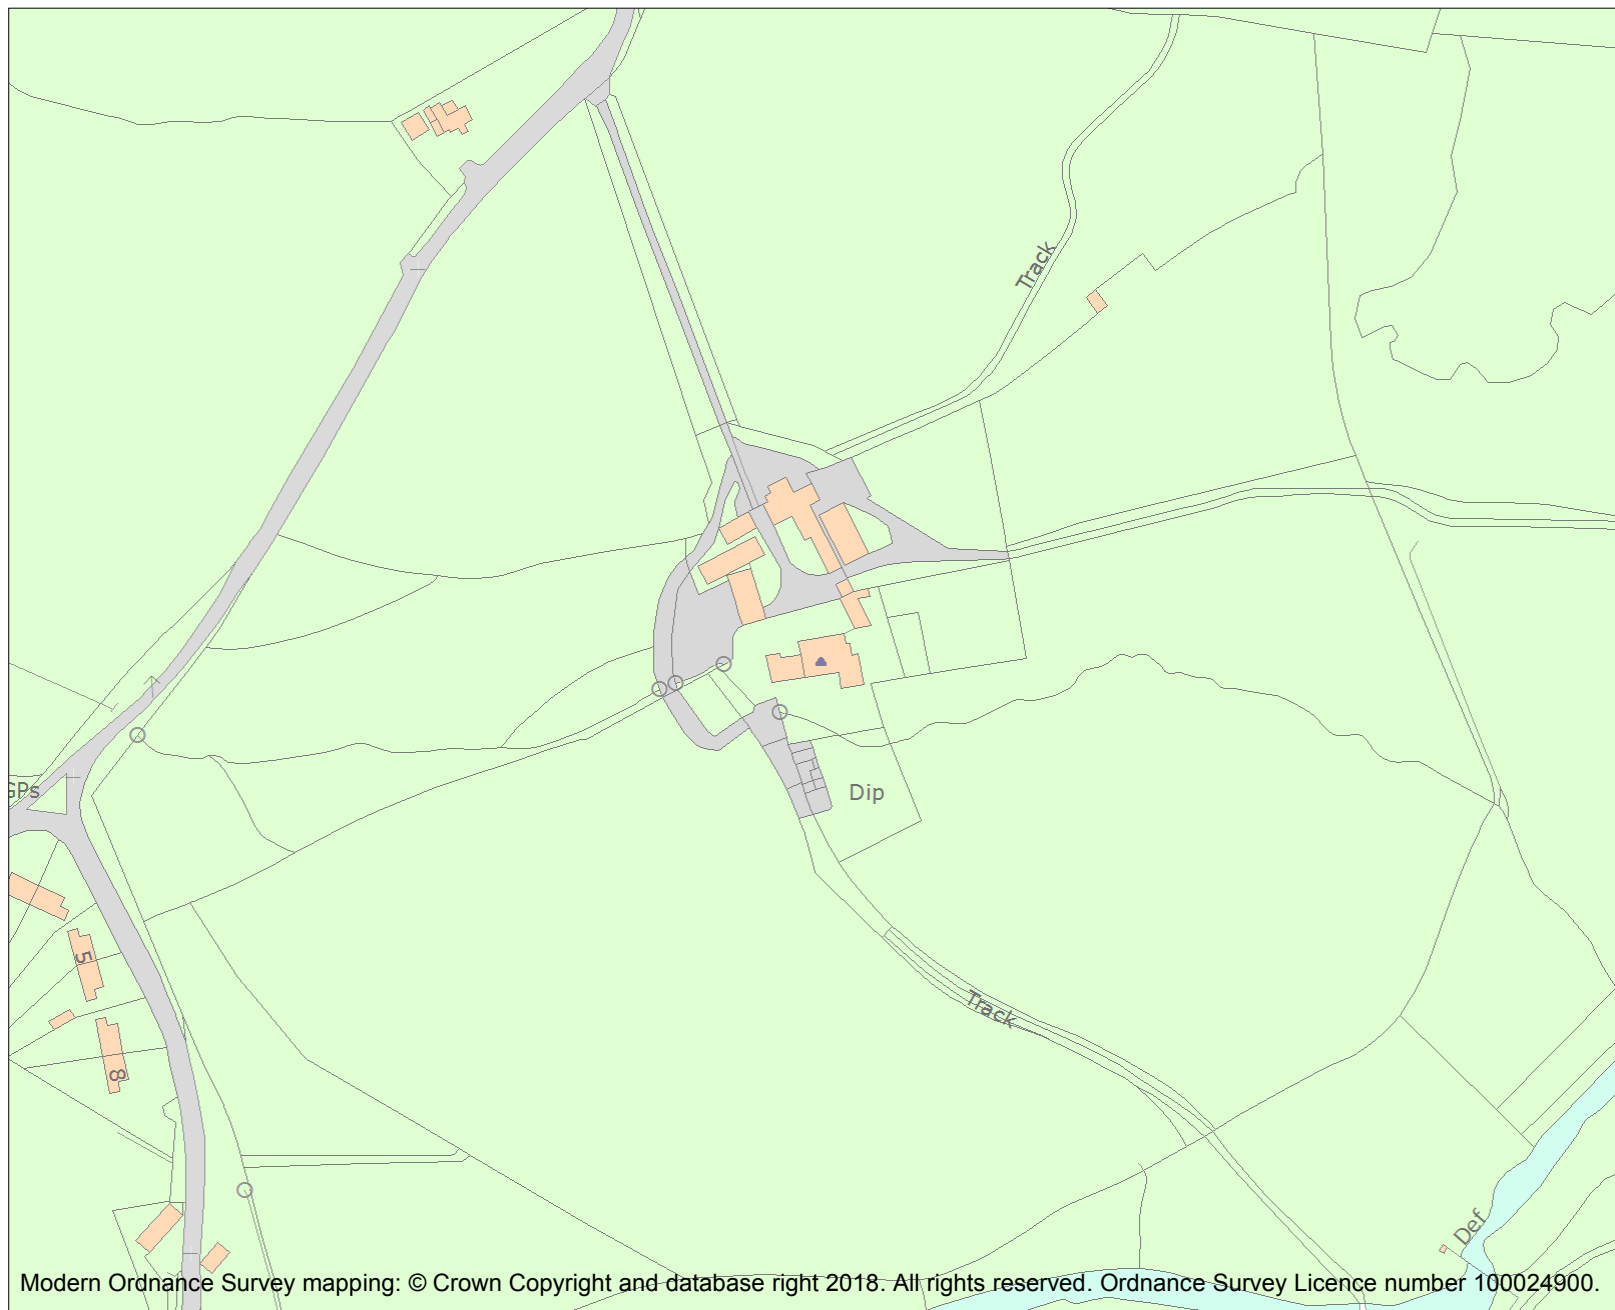 Track
GPs
Dip
5
Track
8
Def
Modern Ordnance Survey mapping: © Crown Copyright and database right 2018. All rights reserved. Ordnance Survey Licence number 100024900.